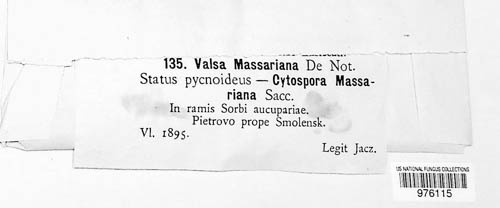 135. Valsa Massariana De Not.
Status pycnoideus — Cytospora Massa-
riana Sacc.
In ramis Sorbi aucupariae.
Pietrovo prope Smolensk.
Vl. 1895.
Legit Jacz.
US NATIONAL FUNGUS COLLECTIONS
976115